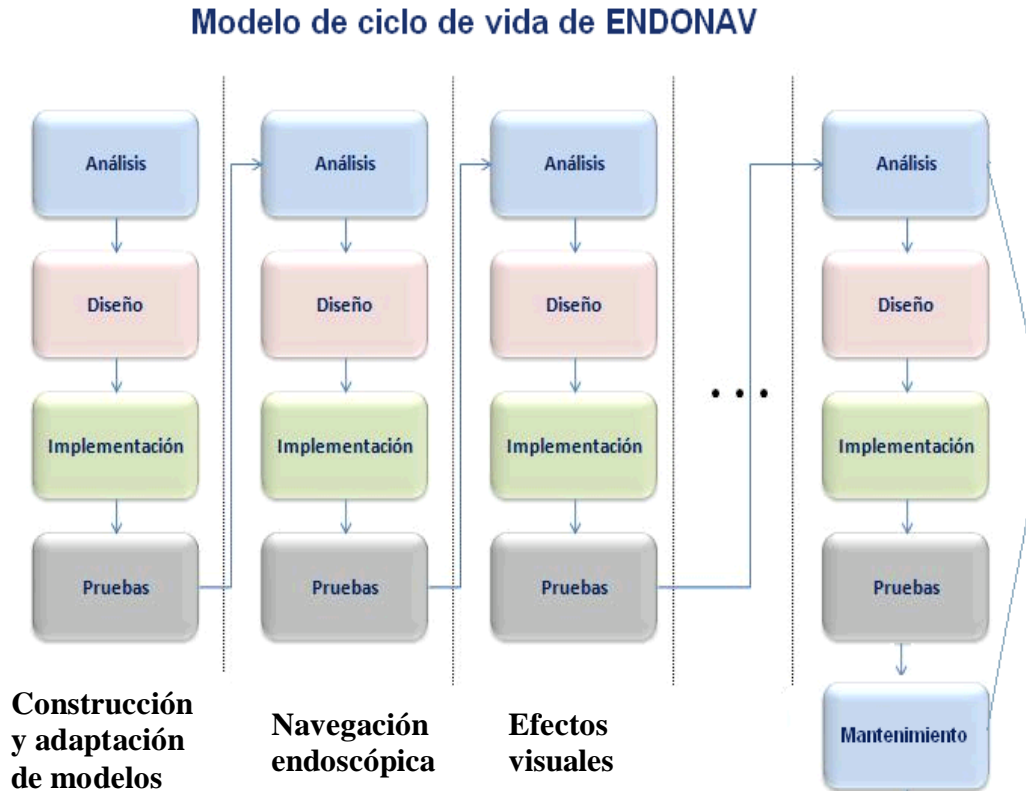 Modelo de ciclo de vida de ENDONAV
Análisis
Análisis
Análisis
Análisis
Diseño
Diseño
Diseño
Diseño
. . .
Implementación
Implementación
Implementación
Implementación
Pruebas
Pruebas
Pruebas
Pruebas
Construcción
y adaptación
de modelos
Navegación
endoscópica
Efectos
visuales
Mantenimiento